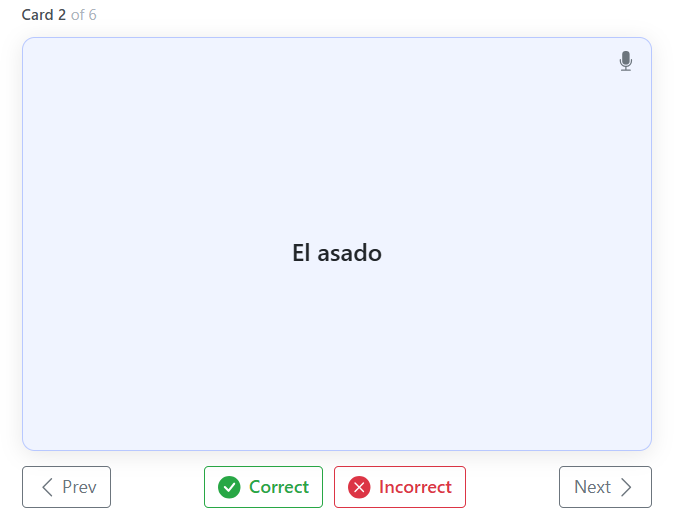 Card 2 of 6
El asado
Prev Correct Incorrect Next